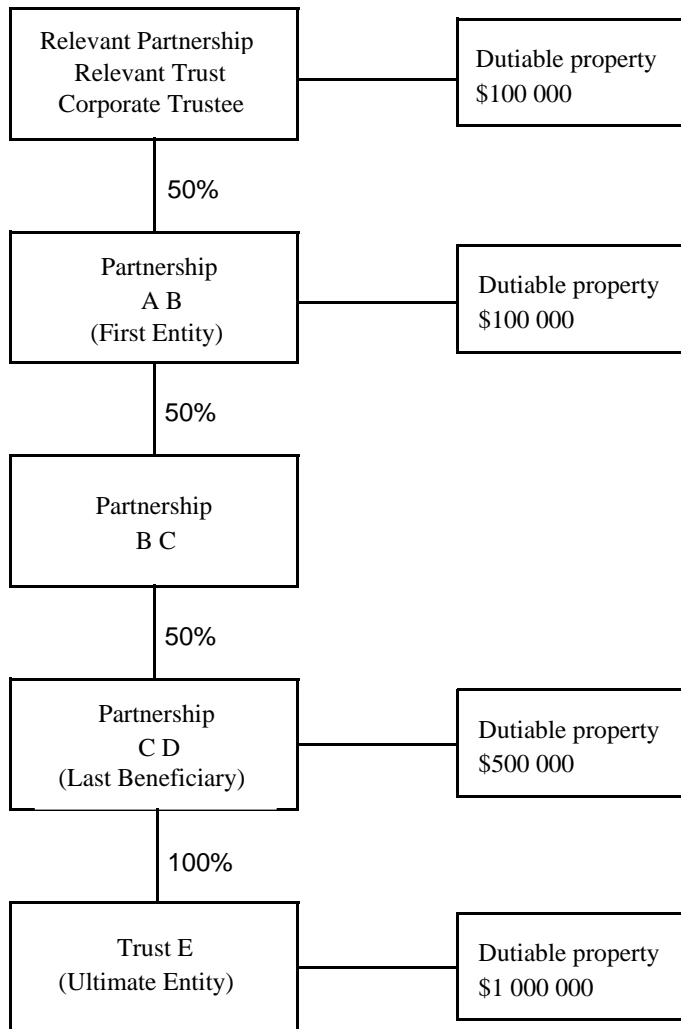 Relevant Partnership
Relevant Trust
Corporate Trustee
Dutiable property
$100 000
50%
Partnership
A B
(First Entity)
Dutiable property
$100 000
50%
Partnership
B C
50%
Partnership
C D
(Last Beneficiary)
Dutiable property
$500 000
100%
Trust E
(Ultimate Entity)
Dutiable property
$1 000 000